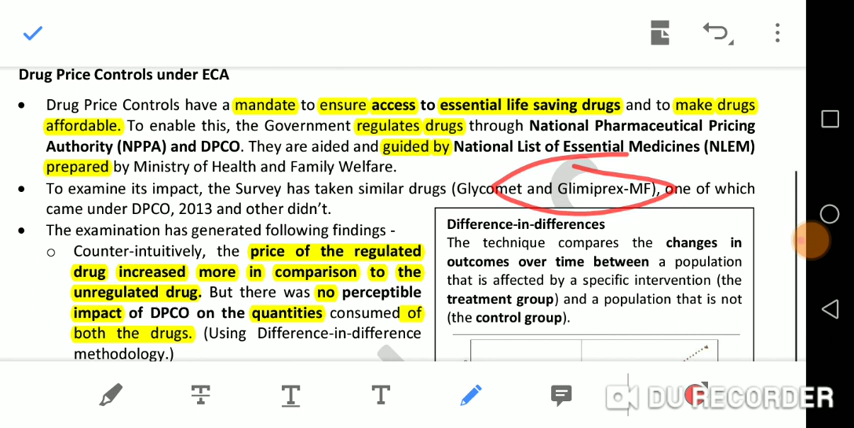 Drug Price Controls under ECA
• Drug Price Controls have a mandate to ensure access to essential life saving drugs and to make drugs
affordable. To enable this, the Government regulates drugs through National Pharmaceutical Pricing
Authority (NPPA) and DPCO. They are aided and guided by National List of Essential Medicines (NLEM)
prepared by Ministry of Health and Family Welfare.
• To examine its impact, the Survey has taken similar drugs (Glycomet and Glimiprex-MF), one of which
came under DPCO, 2013 and other didn't.
• The examination has generated following findings -
o Counter-intuitively, the price of the regulated
drug increased more in comparison to the
unregulated drug. But there was no perceptible
impact of DPCO on the quantities consumed of
both the drugs. (Using Difference-in-difference
methodology.)
Difference-in-differences
The technique compares the changes in
outcomes over time between a population
that is affected by a specific intervention (the
treatment group) and a population that is not
(the control group).
T T T
DU RECORDER